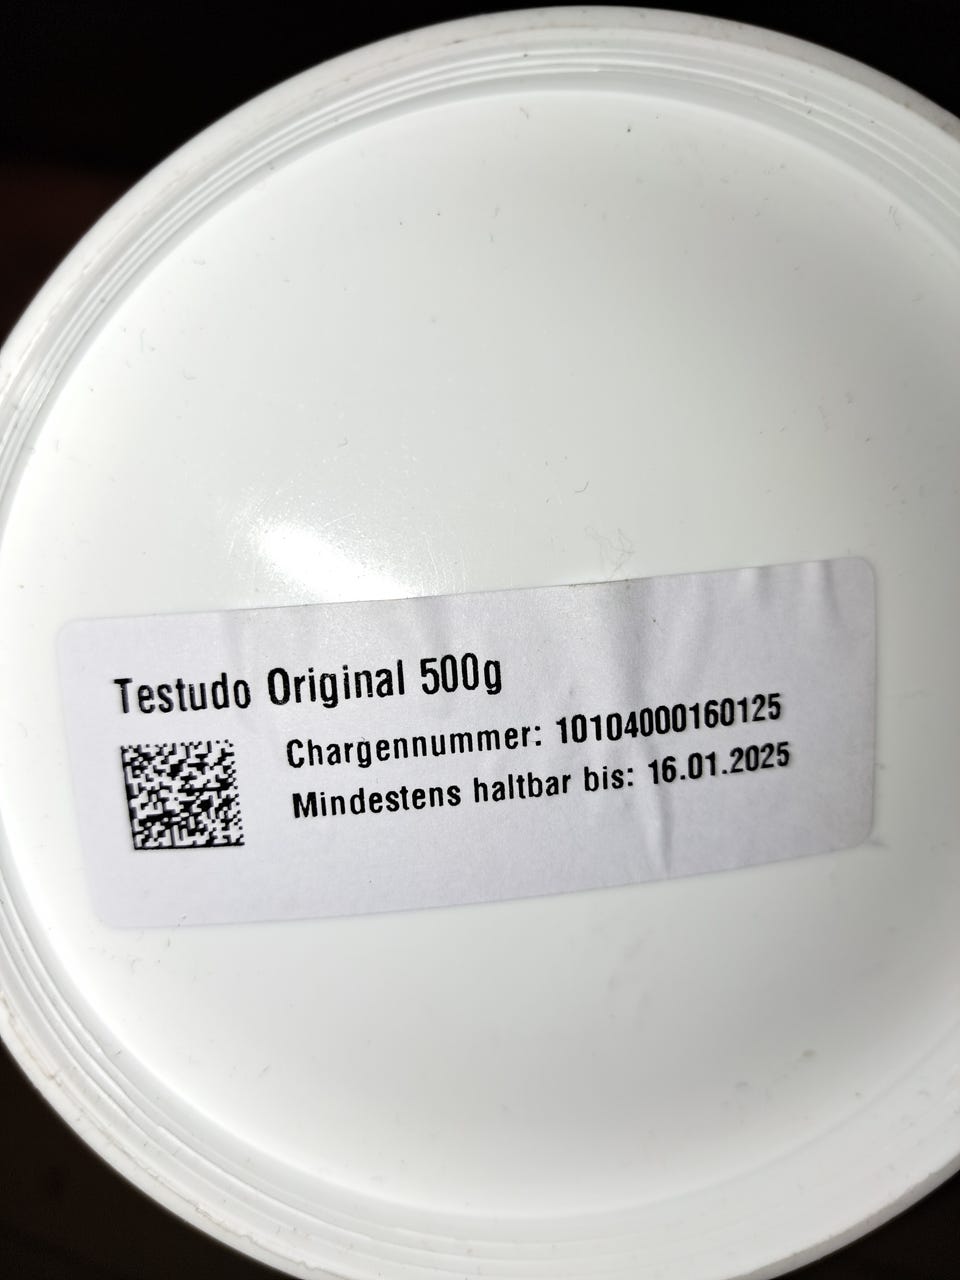 Testudo Original 500g
Chargennummer: 10104000160125
Mindestens haltbar bis: 16.01.2025